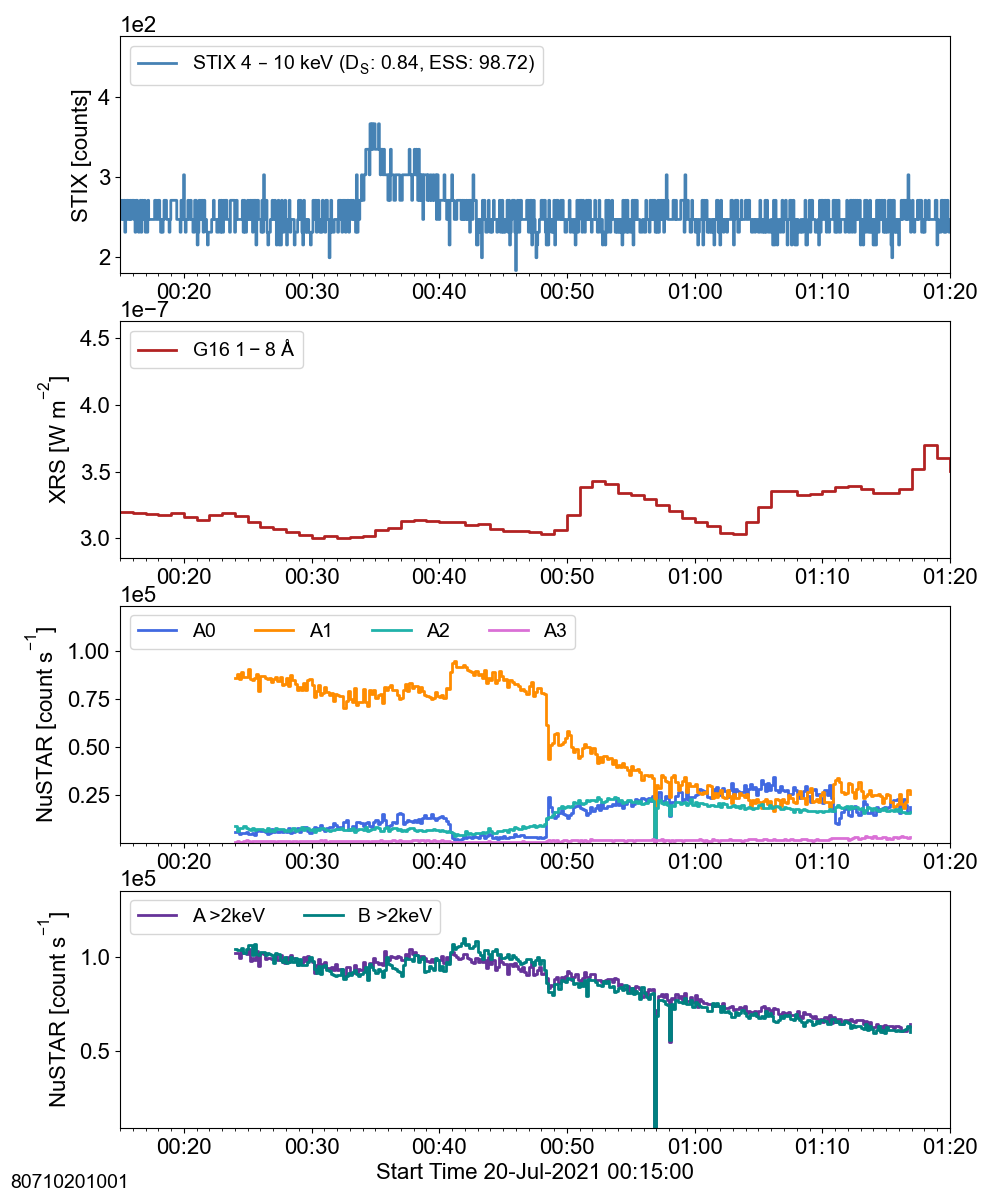 1e2
STIX 4 – 10 keV (D_S: 0.84, ESS: 98.72)
STIX [counts]
4
3
2
00:20 00:30 00:40 00:50 01:00 01:10 01:20
1e−7
G16 1 – 8 Å
XRS [W m⁻²]
4.5
4.0
3.5
3.0
00:20 00:30 00:40 00:50 01:00 01:10 01:20
1e5
A0 A1 A2 A3
NuSTAR [count s⁻¹]
1.00
0.75
0.50
0.25
00:20 00:30 00:40 00:50 01:00 01:10 01:20
1e5
A >2keV B >2keV
NuSTAR [count s⁻¹]
1.0
0.5
00:20 00:30 00:40 00:50 01:00 01:10 01:20
Start Time 20-Jul-2021 00:15:00
80710201001